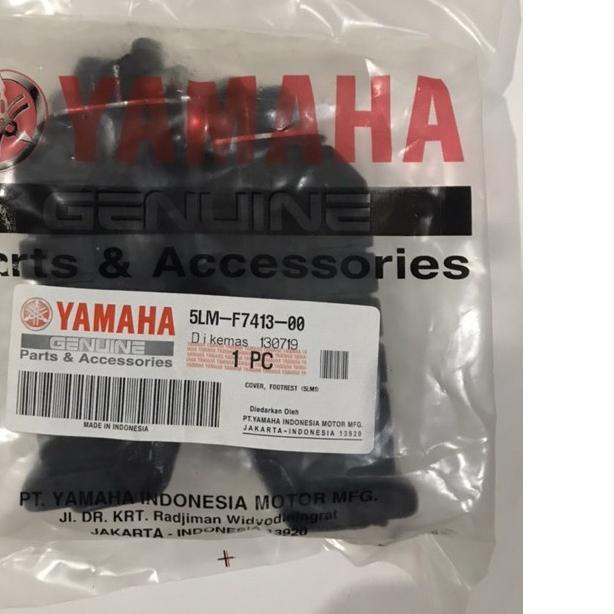 YAMAHA
GENUINE
arts & Accessories
YAMAHA
GENUINE
Parts & Accessories
5LM-F7413-00
Dikemas 130719
1 PC
COVER, FOOTREST (5LM1)
Diedarkan Oleh
PT.YAMAHA INDONESIA MOTOR MFG.
JAKARTA-INDONESIA 13920
MADE IN INDONESIA
PT. YAMAHA INDONESIA MOTOR MFG.
Jl. DR. KRT. Radjiman Widyodiningrat
JAKARTA - INDONESIA 13920